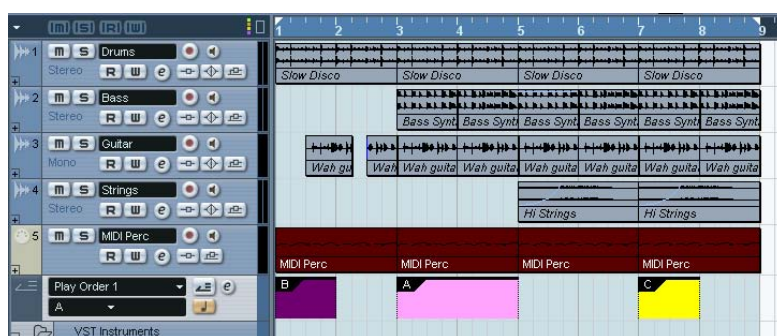 [M] [S] [R] [W] 1 2 3 4 5 6 7 8 9
1 m S Drums
Stereo R W e Slow Disco Slow Disco Slow Disco Slow Disco
2 m S Bass
Stereo R W e Bass Synt Bass Synt Bass Synt Bass Synt Bass Synt Bass Synt
3 m S Guitar
Mono R W e Wah gu Wah Wah guita Wah guita Wah guita Wah guita Wah guita Wah guita
4 m S Strings
Stereo R W e Hi Strings Hi Strings
5 m S MIDI Perc
R W e MIDI Perc MIDI Perc MIDI Perc MIDI Perc
Play Order 1 e B A C
A
VST Instruments